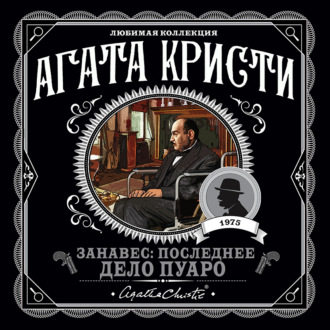 ЛЮБИМАЯ КОЛЛЕКЦИЯ
АГАТА КРИСТИ
1975
ЗАНАВЕС: ПОСЛЕДНЕЕ
ДЕЛО ПУАРО
Agatha Christie